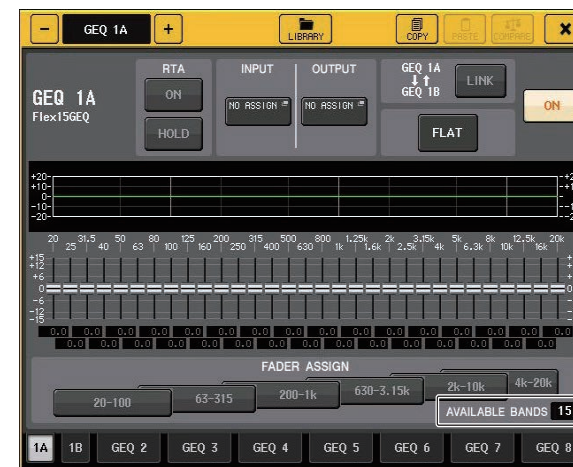 GEQ 1A
LIBRARY
COPY
PASTE
COMPARE
GEQ 1A
Flex15GEQ
RTA
ON
HOLD
INPUT
NO ASSIGN
OUTPUT
NO ASSIGN
GEQ 1A
GEQ 1B
LINK
FLAT
ON
+20
+10
0
-10
-20
20 31.5 50 80 125 200 315 500 800 1.25k 2k 3.15k 5k 8k 12.5k 20k
25 40 63 100 160 250 400 630 1k 1.6k 2.5k 4k 6.3k 10k 16k
+15
+12
+6
0
-6
-12
-15
0.0 0.0 0.0 0.0 0.0 0.0 0.0 0.0 0.0 0.0 0.0 0.0 0.0 0.0 0.0 0.0
0.0 0.0 0.0 0.0 0.0 0.0 0.0 0.0 0.0 0.0 0.0 0.0 0.0 0.0 0.0
FADER ASSIGN
20-100
63-315
200-1k
630-3.15k
2k-10k
4k-20k
AVAILABLE BANDS 15
1A 1B GEQ 2 GEQ 3 GEQ 4 GEQ 5 GEQ 6 GEQ 7 GEQ 8